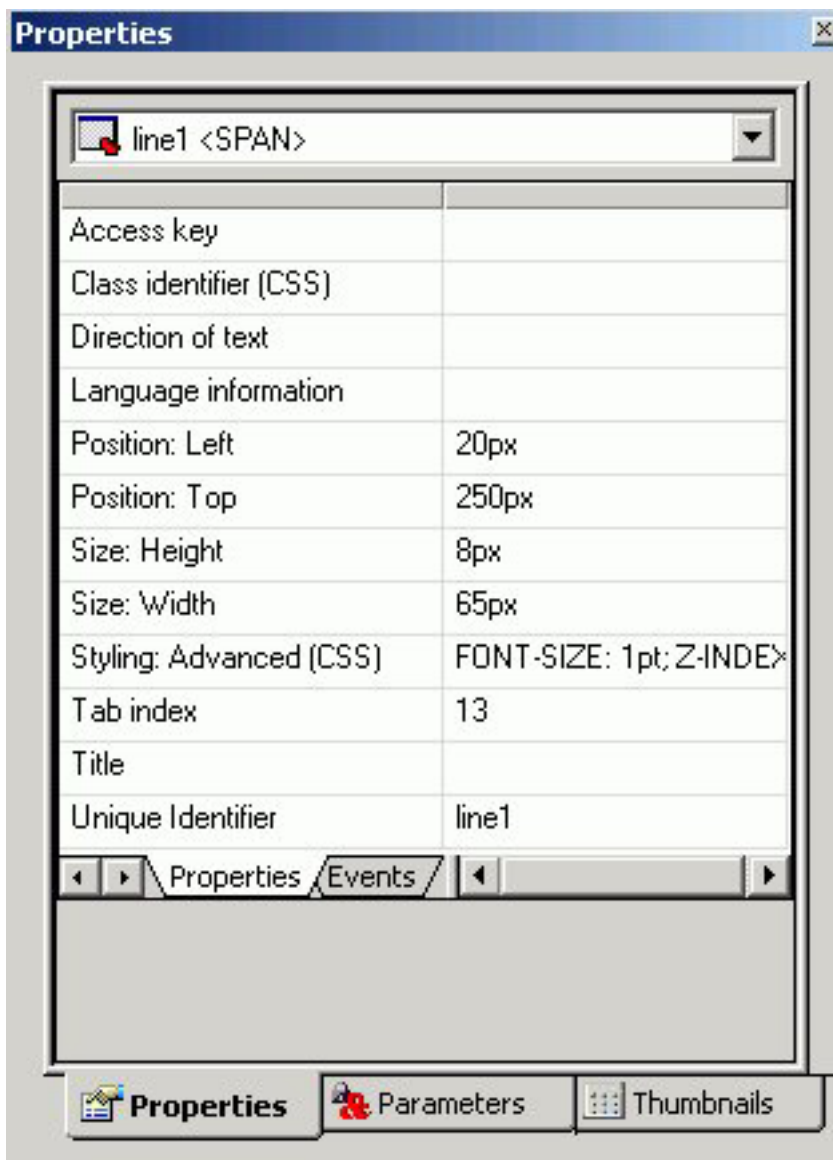 Properties
line1 <SPAN>
Access key
Class identifier (CSS)
Direction of text
Language information
Position: Left 20px
Position: Top 250px
Size: Height 8px
Size: Width 65px
Styling: Advanced (CSS) FONT-SIZE: 1pt; Z-INDEX
Tab index 13
Title
Unique Identifier line1
Properties Events
Properties Parameters Thumbnails